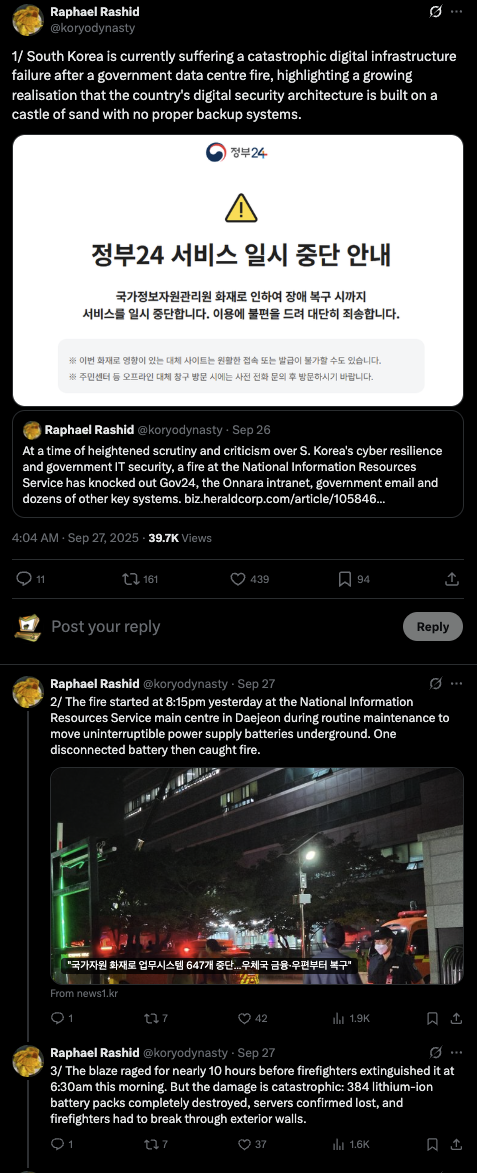 Raphael Rashid
@koryodynasty
1/ South Korea is currently suffering a catastrophic digital infrastructure
failure after a government data centre fire, highlighting a growing
realisation that the country's digital security architecture is built on a
castle of sand with no proper backup systems.
정부24
정부24 서비스 일시 중단 안내
국가정보자원관리원 화재로 인하여 장애 복구 시까지
서비스를 일시 중단합니다. 이용에 불편을 드려 대단히 죄송합니다.
※ 이번 화재로 영향이 있는 대체 사이트는 원활한 접속 또는 발급이 불가할 수도 있습니다.
※ 주민센터 등 오프라인 대체 창구 방문 시에는 사전 전화 문의 후 방문하시기 바랍니다.
Raphael Rashid @koryodynasty · Sep 26
At a time of heightened scrutiny and criticism over S. Korea's cyber resilience
and government IT security, a fire at the National Information Resources
Service has knocked out Gov24, the Onnara intranet, government email and
dozens of other key systems. biz.heraldcorp.com/article/105846...
4:04 AM · Sep 27, 2025 · 39.7K Views
11 161 439 94
Post your reply
Reply
Raphael Rashid @koryodynasty · Sep 27
2/ The fire started at 8:15pm yesterday at the National Information
Resources Service main centre in Daejeon during routine maintenance to
move uninterruptible power supply batteries underground. One
disconnected battery then caught fire.
"국가자원 화재로 업무시스템 647개 중단...우체국 금융·우편부터 복구"
From news1.kr
1 7 42 1.9K
Raphael Rashid @koryodynasty · Sep 27
3/ The blaze raged for nearly 10 hours before firefighters extinguished it at
6:30am this morning. But the damage is catastrophic: 384 lithium-ion
battery packs completely destroyed, servers confirmed lost, and
firefighters had to break through exterior walls.
1 7 37 1.6K